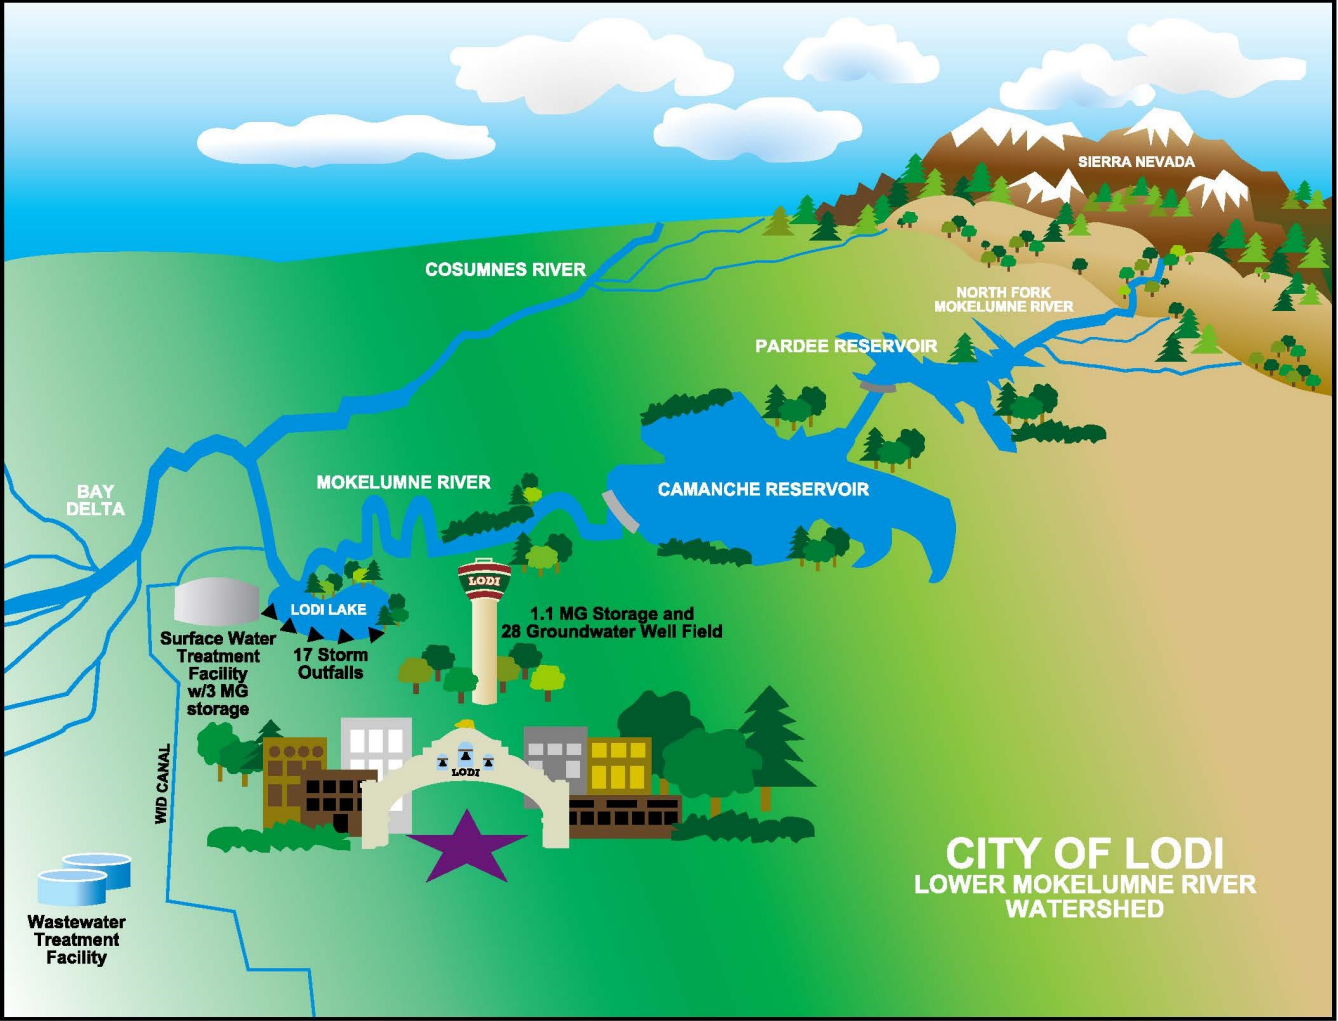 SIERRA NEVADA
COSUMNES RIVER
NORTH FORK
MOKELUMNE RIVER
PARDEE RESERVOIR
MOKELUMNE RIVER
CAMANCHE RESERVOIR
BAY
DELTA
LODI
LODI LAKE
1.1 MG Storage and
28 Groundwater Well Field
Surface Water
Treatment
Facility
w/3 MG
storage
17 Storm
Outfalls
WID CANAL
LODI
CITY OF LODI
LOWER MOKELUMNE RIVER
WATERSHED
Wastewater
Treatment
Facility